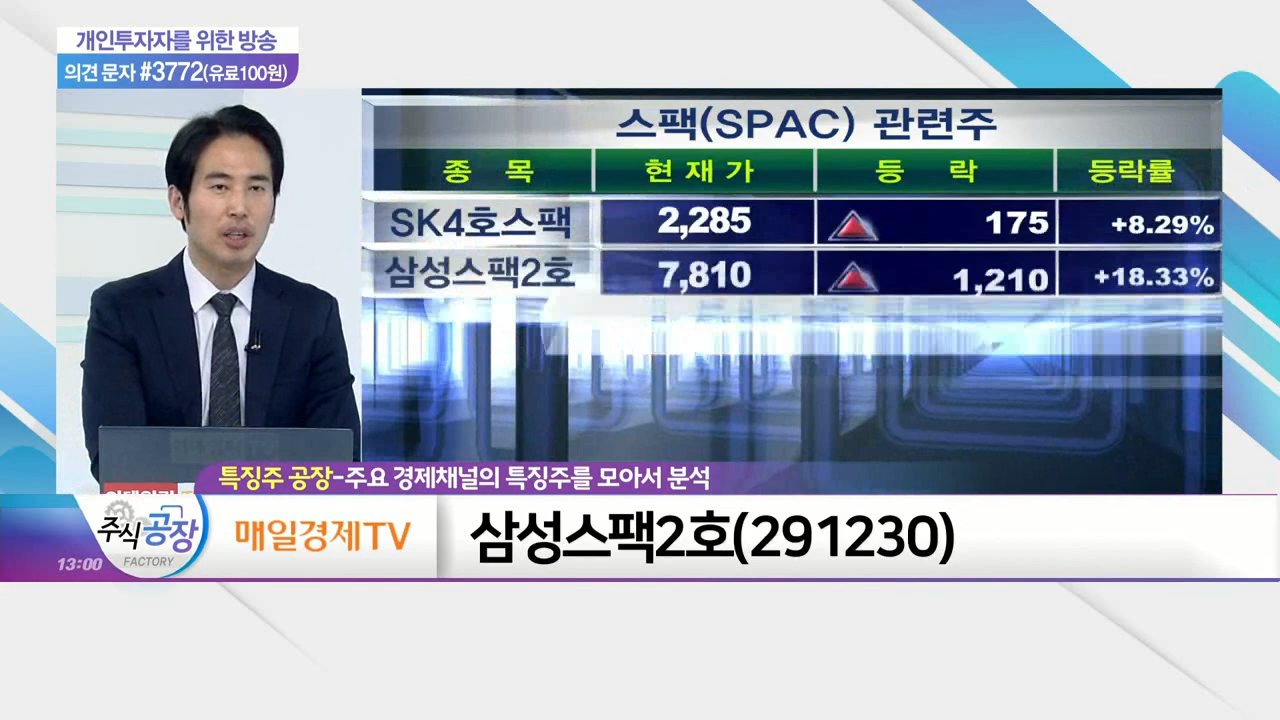 개인투자자를 위한 방송
의견 문자 #3772(유료100원)
스팩(SPAC) 관련주
종 목 현 재 가 등 락 등락률
SK4호스팩 2,285 175 +8.29%
삼성스팩2호 7,810 1,210 +18.33%
특징주 공장-주요 경제채널의 특징주를 모아서 분석
주식공장
FACTORY
13:00
매일경제TV
삼성스팩2호(291230)